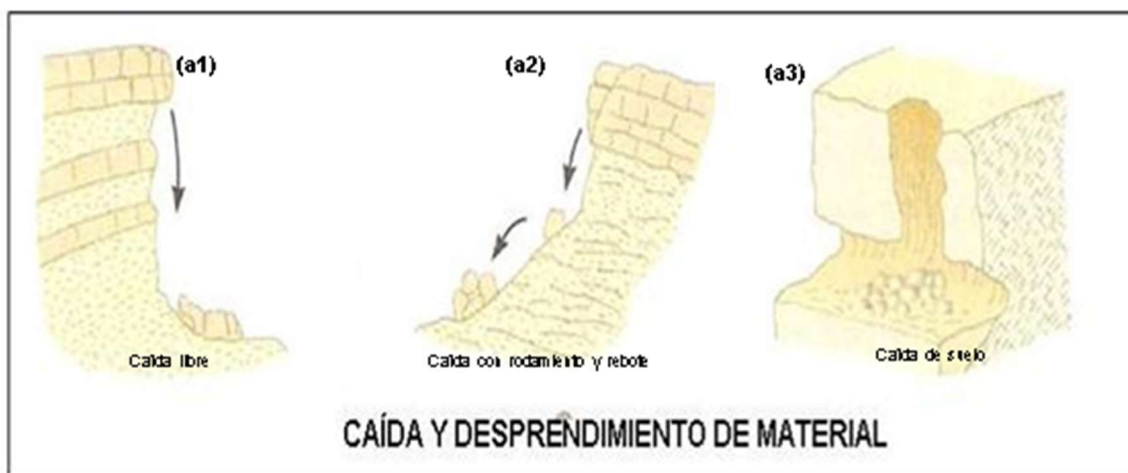 (a1)
(a2)
(a3)
Caída libre
Caída con rodamiento y rebote
Caída de suelo
CAÍDA Y DESPRENDIMIENTO DE MATERIAL